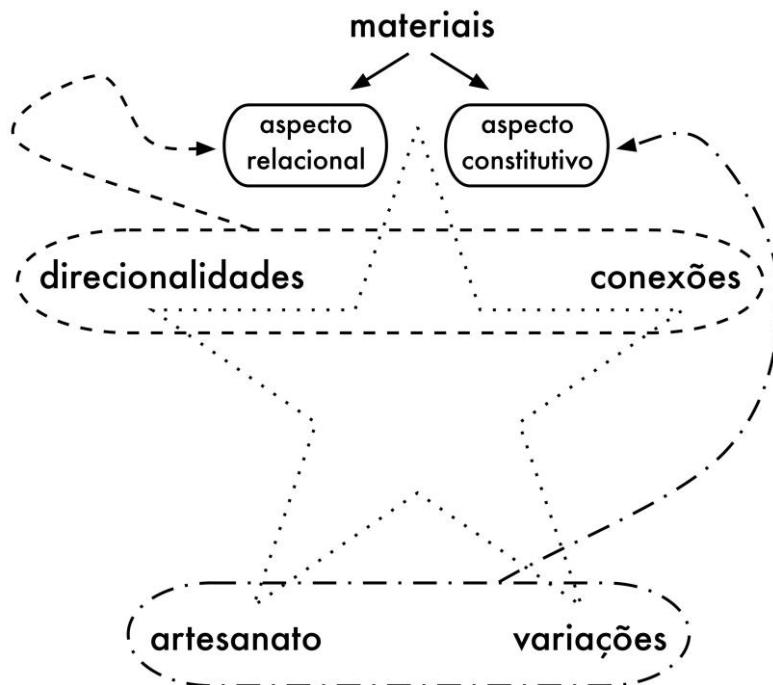 materiais
aspecto
relacional
aspecto
constitutivo
direcionalidades
conexões
artesanato
variações